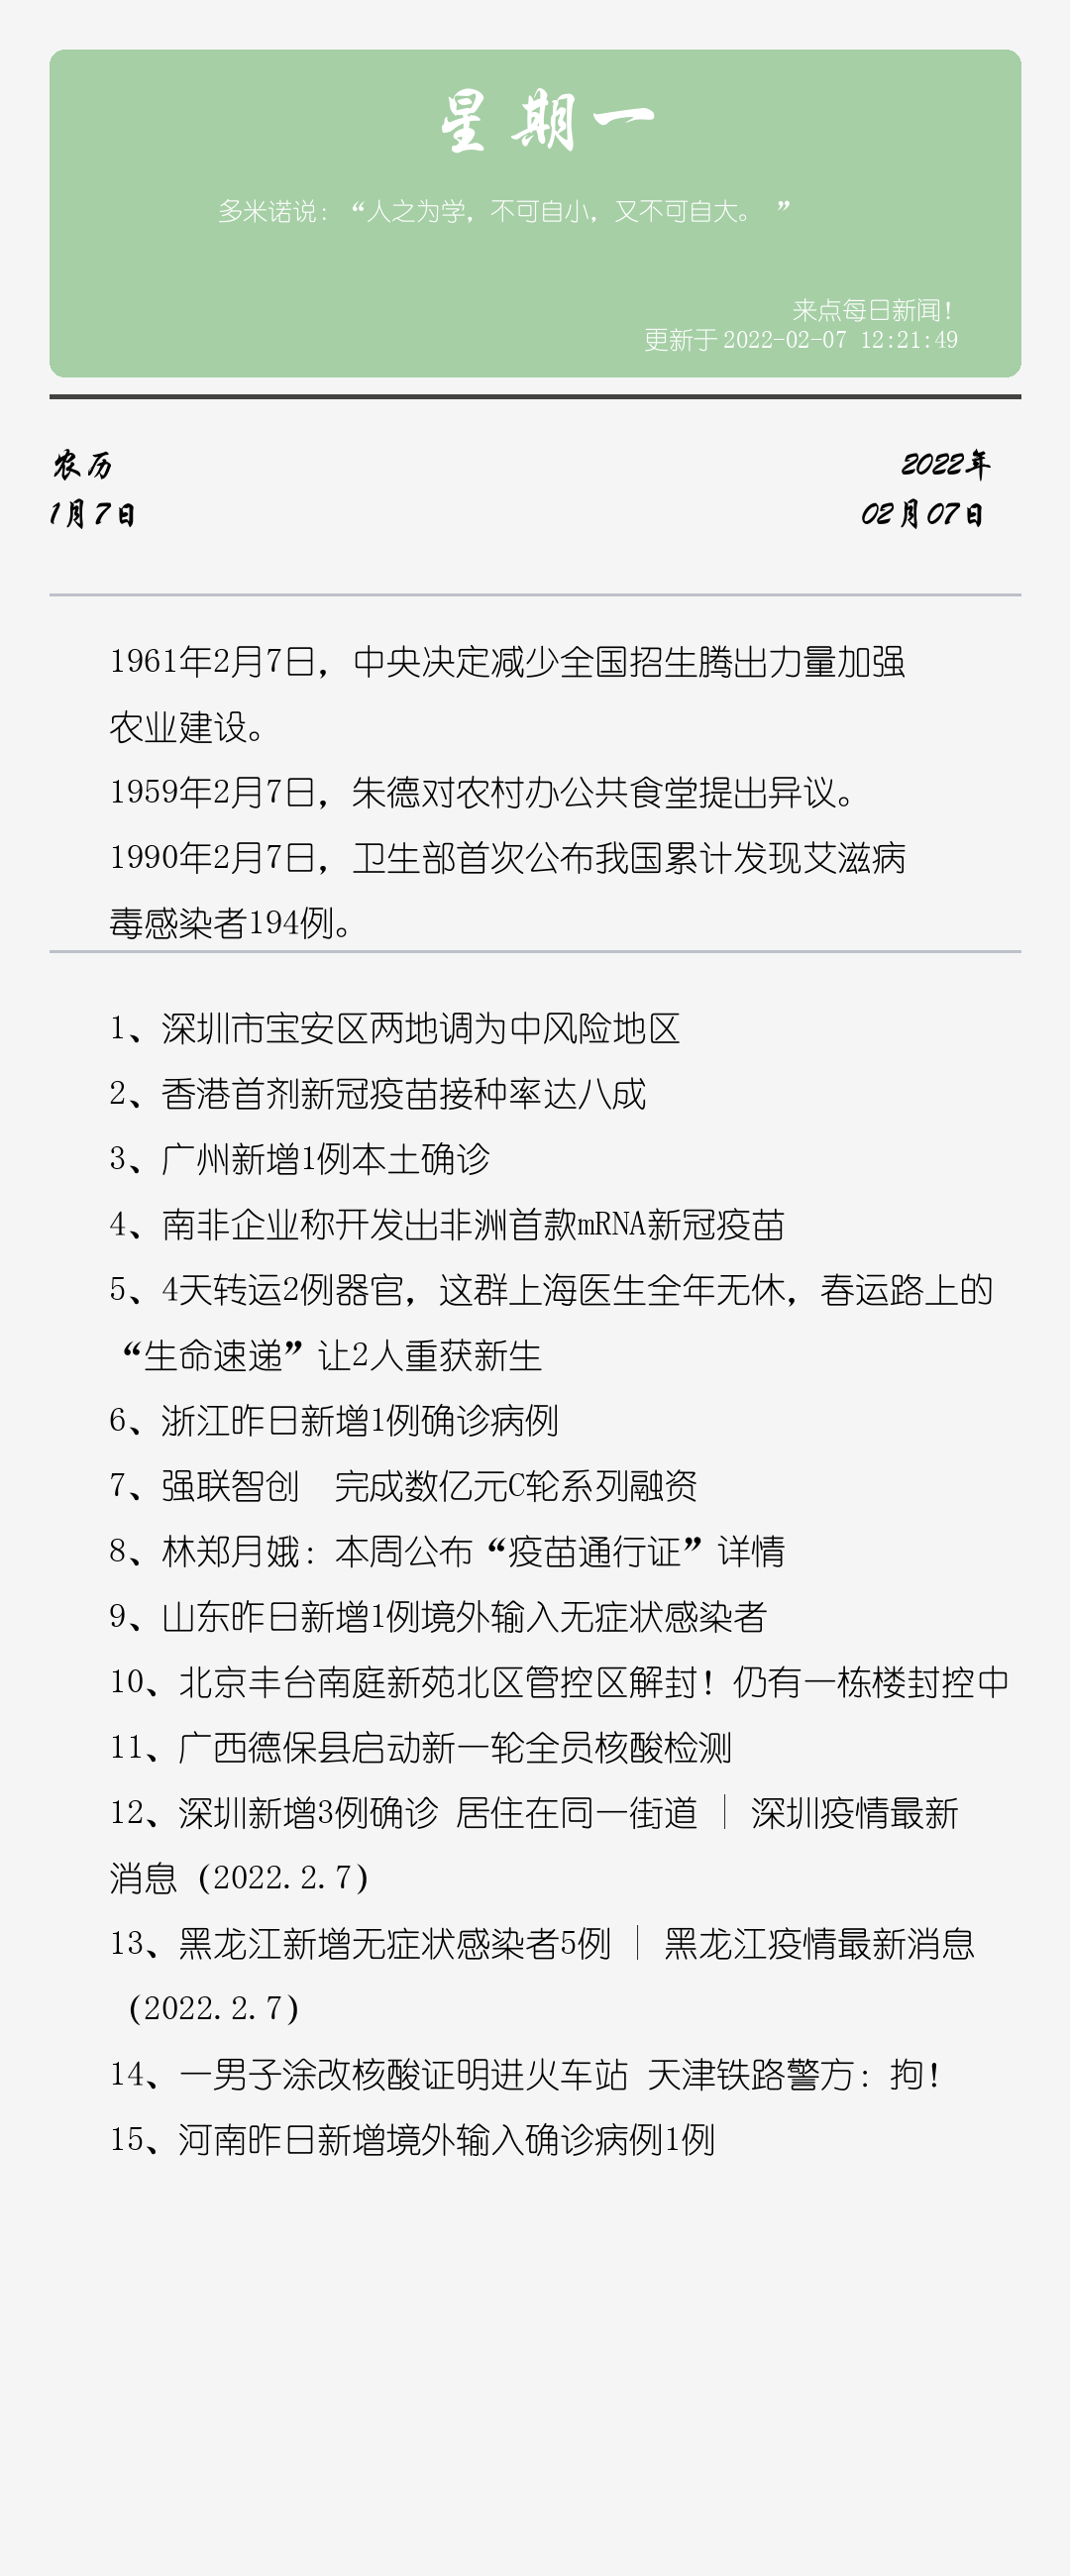 星期一
多米诺说：“人之为学，不可自小，又不可自大。 ”
来点每日新闻！
更新于 2022-02-07 12:21:49
农历
2022年
1月7日
02月07日
1961年2月7日，中央决定减少全国招生腾出力量加强
农业建设。
1959年2月7日，朱德对农村办公共食堂提出异议。
1990年2月7日，卫生部首次公布我国累计发现艾滋病
毒感染者194例。
1、深圳市宝安区两地调为中风险地区
2、香港首剂新冠疫苗接种率达八成
3、广州新增1例本土确诊
4、南非企业称开发出非洲首款mRNA新冠疫苗
5、4天转运2例器官，这群上海医生全年无休，春运路上的
“生命速递”让2人重获新生
6、浙江昨日新增1例确诊病例
7、强联智创　完成数亿元C轮系列融资
8、林郑月娥：本周公布“疫苗通行证”详情
9、山东昨日新增1例境外输入无症状感染者
10、北京丰台南庭新苑北区管控区解封！仍有一栋楼封控中
11、广西德保县启动新一轮全员核酸检测
12、深圳新增3例确诊 居住在同一街道 | 深圳疫情最新
消息（2022.2.7）
13、黑龙江新增无症状感染者5例 | 黑龙江疫情最新消息
（2022.2.7）
14、一男子涂改核酸证明进火车站 天津铁路警方：拘！
15、河南昨日新增境外输入确诊病例1例